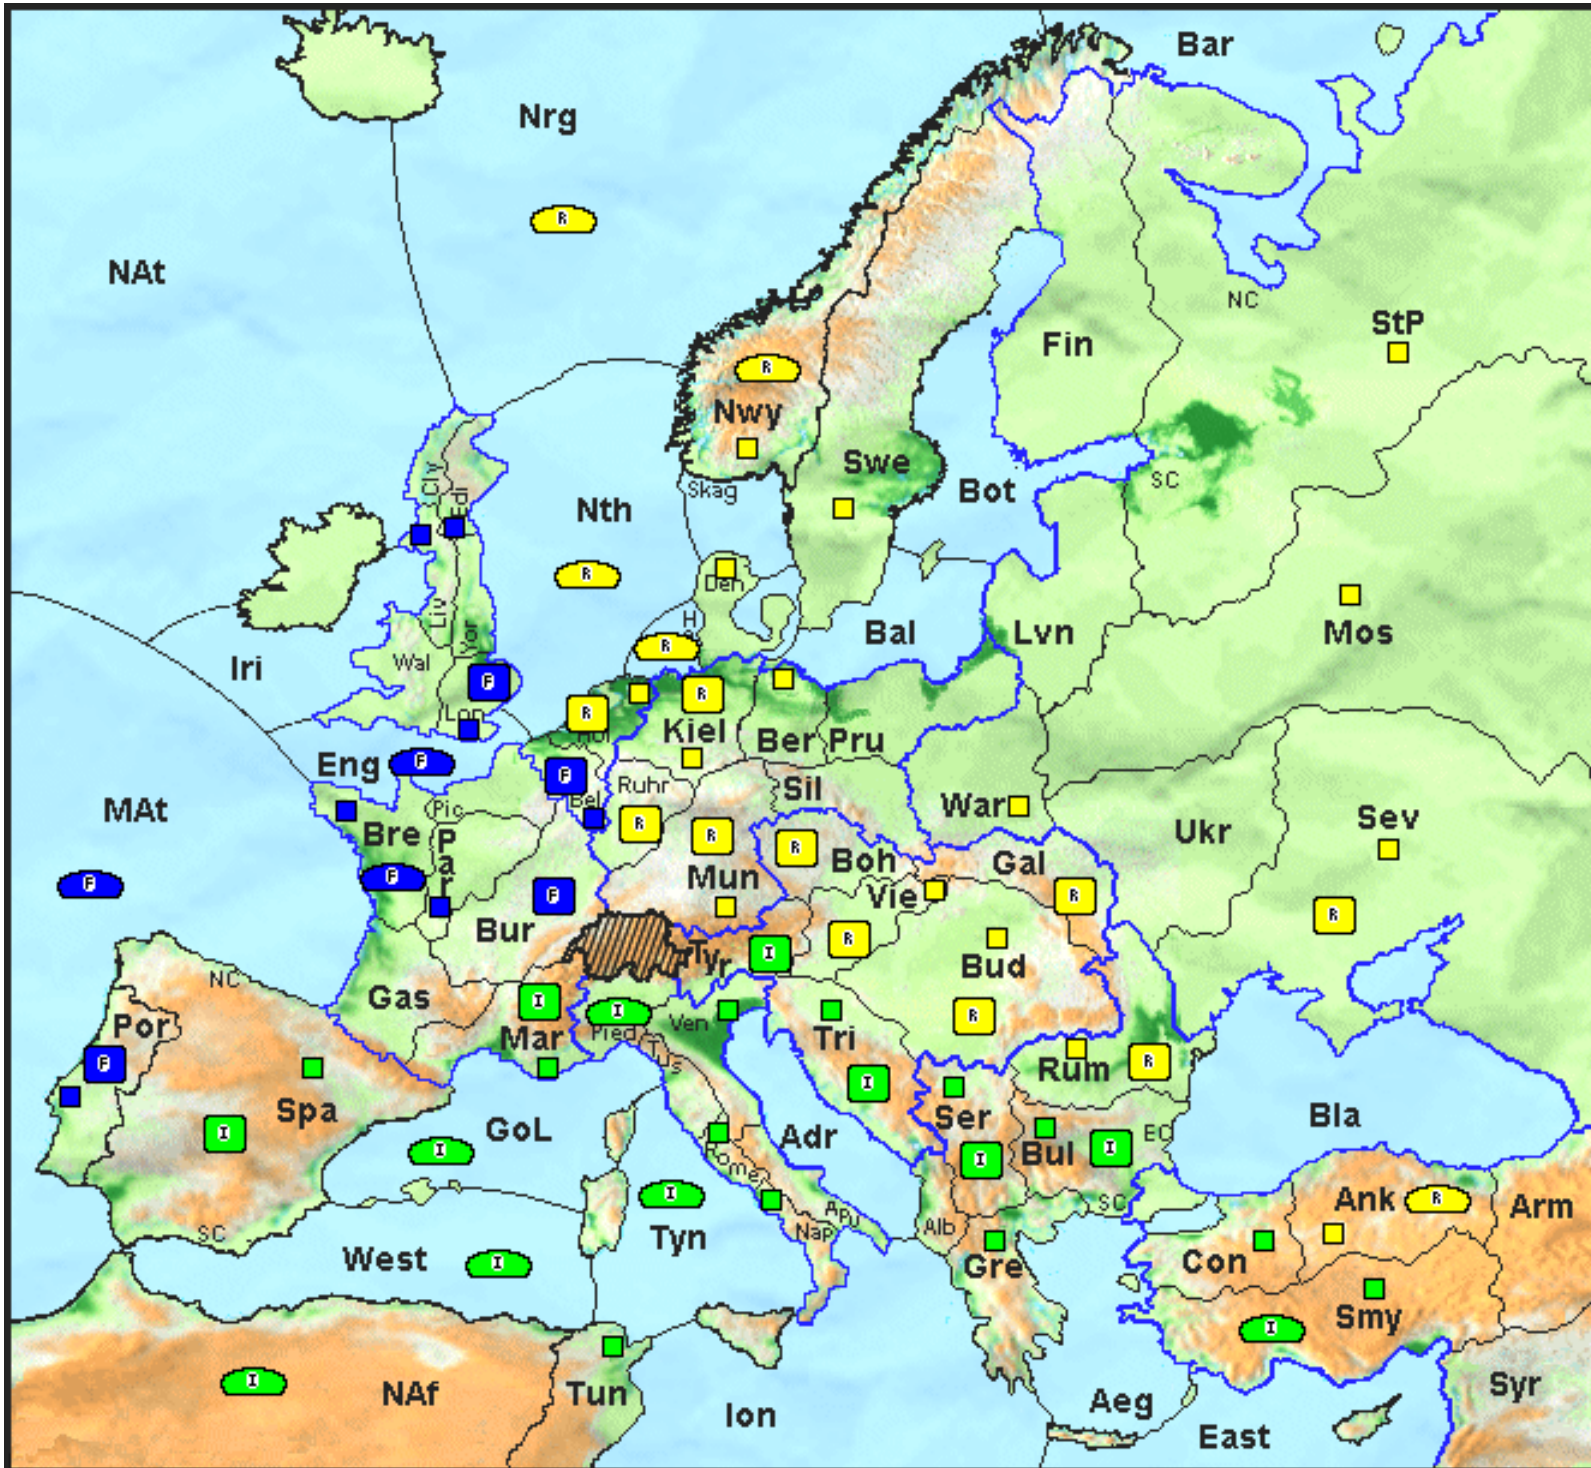 Bar
Nrg
R
NAt
NC
StP
R
Fin
Nwy
Cly
Edi
Swe
SC
Skag
Bot
Nth
R
Den
Liv
Yor
H
Wal
Iri
R
Bal
Lvn
Mos
F
R
R
Lon
Hol
Kiel
Ber
Pru
Eng
F
F
Bel
Ruhr
Sil
War
MAt
Pic
Bre
Par
R
R
R
Boh
Gal
Ukr
Sev
F
F
F
Mun
Vie
R
R
Bur
R
Tyr
I
Bud
NC
Gas
I
I
Por
Mar
Pied
Ven
Tri
R
F
Tus
Rum
R
I
Spa
I
GoL
Adr
Ser
Bla
I
Rome
I
Bul
I
EC
I
Ank
R
Arm
SC
West
Tyn
Nap
Apu
Alb
SC
Con
I
Gre
Smy
I
I
NAf
Tun
Ion
Aeg
Syr
East